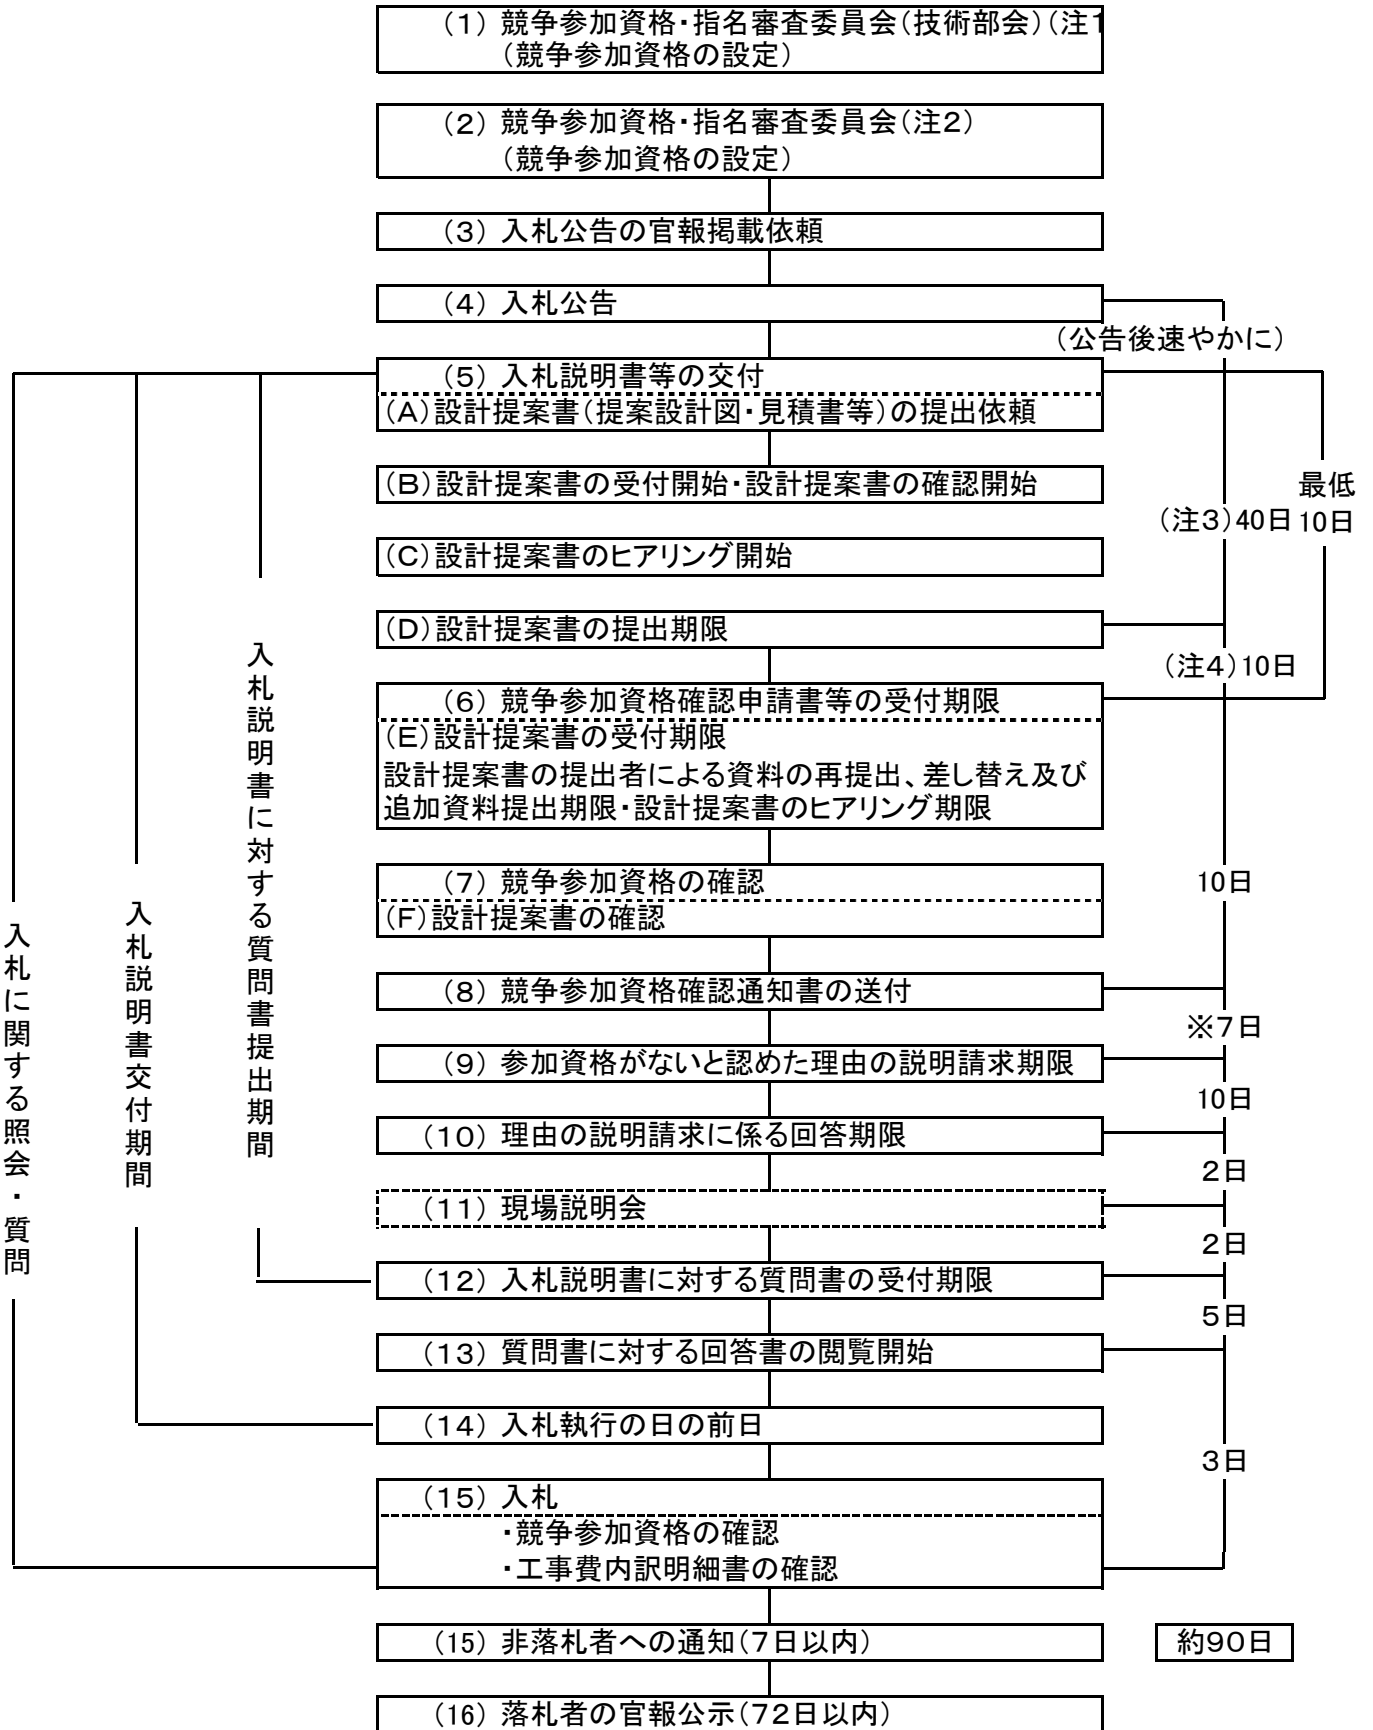 (1) 競争参加資格・指名審査委員会(技術部会)(注1
(競争参加資格の設定)
(2) 競争参加資格・指名審査委員会(注2)
(競争参加資格の設定)
(3) 入札公告の官報掲載依頼
(4) 入札公告
(公告後速やかに)
(5) 入札説明書等の交付
(A)設計提案書(提案設計図・見積書等)の提出依頼
(B)設計提案書の受付開始・設計提案書の確認開始
最低
10日
(注3)40日
(C)設計提案書のヒアリング開始
(D)設計提案書の提出期限
(注4)10日
(6) 競争参加資格確認申請書等の受付期限
(E)設計提案書の受付期限
設計提案書の提出者による資料の再提出、差し替え及び
追加資料提出期限・設計提案書のヒアリング期限
(7) 競争参加資格の確認
(F)設計提案書の確認
10日
(8) 競争参加資格確認通知書の送付
※7日
(9) 参加資格がないと認めた理由の説明請求期限
10日
(10) 理由の説明請求に係る回答期限
2日
(11) 現場説明会
2日
(12) 入札説明書に対する質問書の受付期限
5日
(13) 質問書に対する回答書の閲覧開始
(14) 入札執行の日の前日
3日
(15) 入札
・競争参加資格の確認
・工事費内訳明細書の確認
(15) 非落札者への通知(7日以内)
約90日
(16) 落札者の官報公示(72日以内)
入札説明書に対する質問書提出期間
入札説明書交付期間
入札に関する照会・質問